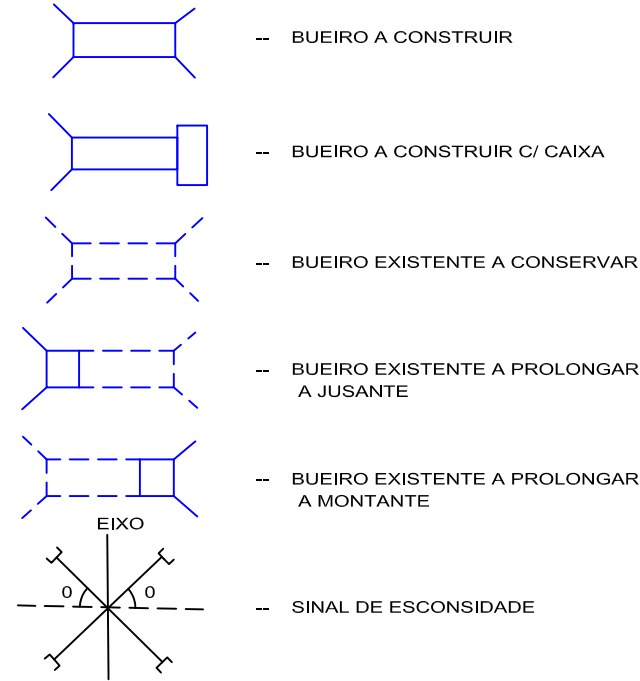 -- BUEIRO A CONSTRUIR
-- BUEIRO A CONSTRUIR C/ CAIXA
-- BUEIRO EXISTENTE A CONSERVAR
-- BUEIRO EXISTENTE A PROLONGAR
A JUSANTE
-- BUEIRO EXISTENTE A PROLONGAR
A MONTANTE
EIXO
0 0
-- SINAL DE ESCONSIDADE